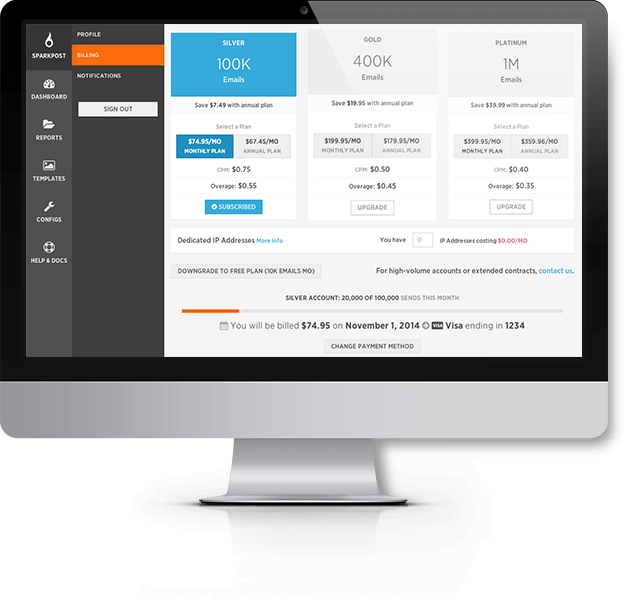 SPARKPOST
DASHBOARD
REPORTS
TEMPLATES
CONFIGS
HELP & DOCS
PROFILE
BILLING
NOTIFICATIONS
SIGN OUT
SILVER
100K
Emails
Save $7.49 with annual plan
Select a Plan
$74.95/MO
MONTHLY PLAN
$67.45/MO
ANNUAL PLAN
CPM: $0.75
Overage: $0.55
SUBSCRIBED
GOLD
400K
Emails
Save $19.95 with annual plan
Select a Plan
$199.95/MO
MONTHLY PLAN
$179.95/MO
ANNUAL PLAN
CPM: $0.50
Overage: $0.45
UPGRADE
PLATINUM
1M
Emails
Save $39.99 with annual plan
Select a Plan
$399.95/MO
MONTHLY PLAN
$359.96/MO
ANNUAL PLAN
CPM: $0.40
Overage: $0.35
UPGRADE
Dedicated IP Addresses More Info
You have 0 IP Addresses costing $0.00/MO
DOWNGRADE TO FREE PLAN (10K EMAILS MO)
For high-volume accounts or extended contracts, contact us.
SILVER ACCOUNT: 20,000 OF 100,000 SENDS THIS MONTH
You will be billed $74.95 on November 1, 2014 VISA Visa ending in 1234
CHANGE PAYMENT METHOD